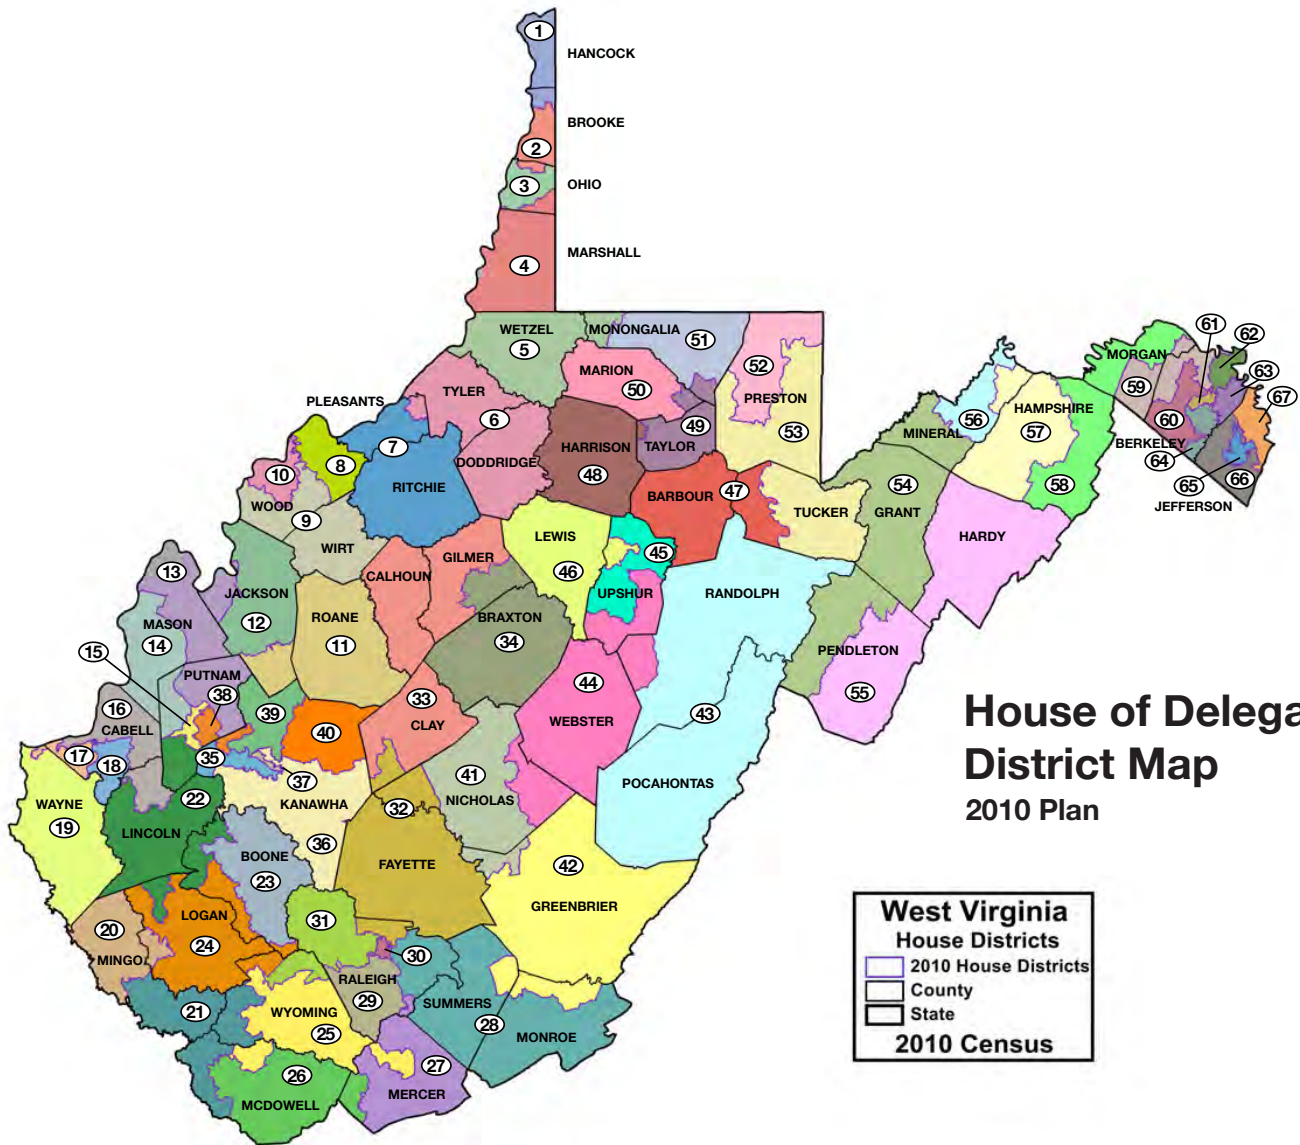 1
HANCOCK
BROOKE
2
OHIO
3
MARSHALL
4
WETZEL
5
MONONGALIA
51
61
62
MORGAN
59
63
67
52
MARION
50
TYLER
PRESTON
56
HAMPSHIRE
57
60
BERKELEY
PLEASANTS
6
49
53
MINERAL
7
HARRISON
TAYLOR
64
65
66
JEFFERSON
8
10
DODDRIDGE
48
RITCHIE
BARBOUR
47
TUCKER
54
GRANT
58
WOOD
9
WIRT
LEWIS
46
45
HARDY
GILMER
CALHOUN
13
JACKSON
12
UPSHUR
RANDOLPH
MASON
14
ROANE
11
BRAXTON
34
15
PENDLETON
55
PUTNAM
38
44
33
CLAY
WEBSTER
43
16
CABELL
39
40
House of Delega
District Map
2010 Plan
17
18
35
37
41
NICHOLAS
POCAHONTAS
WAYNE
19
22
KANAWHA
32
LINCOLN
36
BOONE
23
FAYETTE
42
GREENBRIER
LOGAN
24
31
20
MINGO
30
RALEIGH
29
21
WYOMING
25
SUMMERS
28
MONROE
26
MCDOWELL
27
MERCER
West Virginia
House Districts
2010 House Districts
County
State
2010 Census